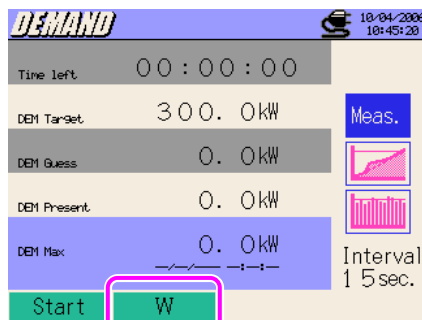 DEMAND
10/04/2006
10:45:20
Time left 00:00:00
DEM Target 300.0kW
Meas.
DEM Guess 0.0kW
DEM Present 0.0kW
DEM Max 0.0kW
--/--/---- --:--:--
Interval
15sec.
Start W